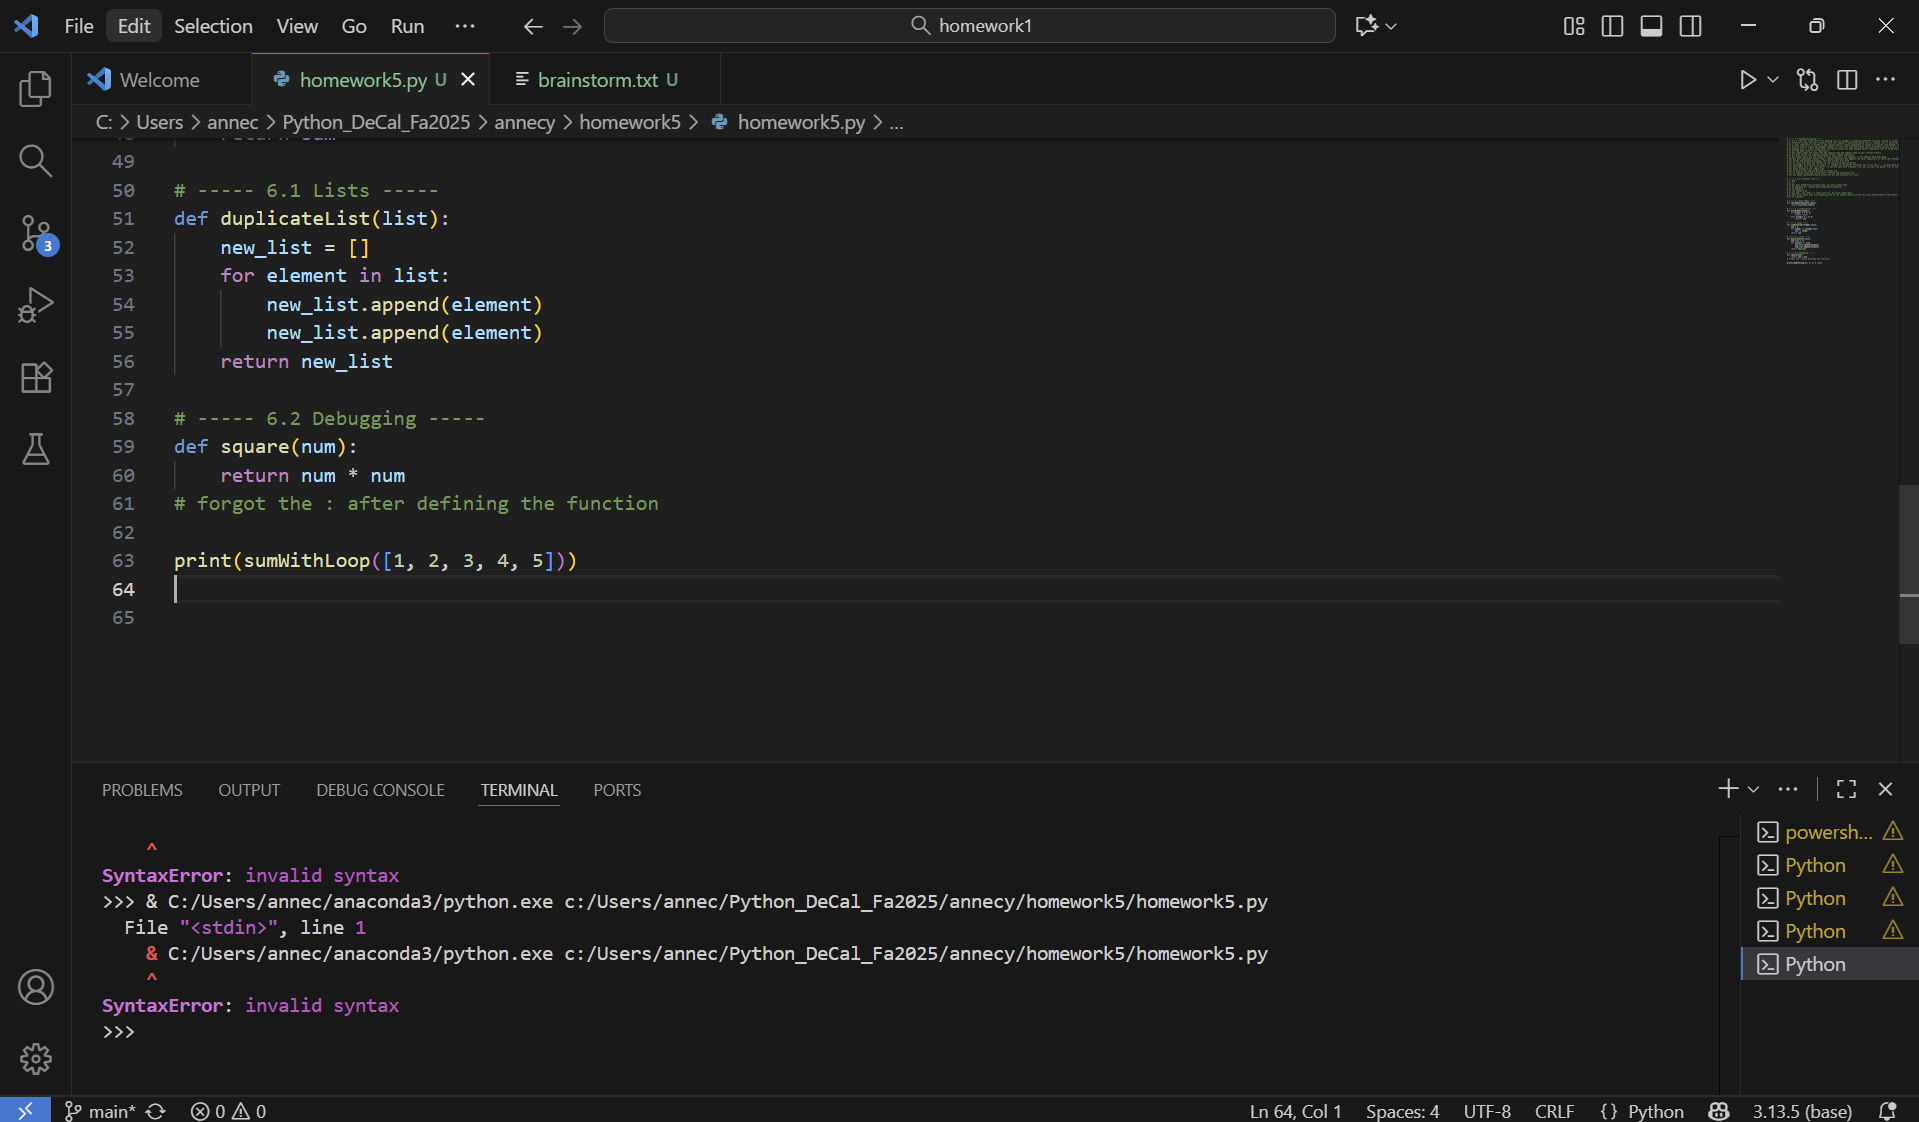 File Edit Selection View Go Run ··· homework1
Welcome homework5.py U brainstorm.txt U
C: > Users > annec > Python_DeCal_Fa2025 > annecy > homework5 > homework5.py > ...
49
50 # ----- 6.1 Lists -----
51 def duplicateList(list):
52     new_list = []
53     for element in list:
54         new_list.append(element)
55         new_list.append(element)
56     return new_list
57
58 # ----- 6.2 Debugging -----
59 def square(num):
60     return num * num
61 # forgot the : after defining the function
62
63 print(sumWithLoop([1, 2, 3, 4, 5]))
64
65
3
PROBLEMS OUTPUT DEBUG CONSOLE TERMINAL PORTS
    ^
SyntaxError: invalid syntax
>>> & C:/Users/annec/anaconda3/python.exe c:/Users/annec/Python_DeCal_Fa2025/annecy/homework5/homework5.py
  File "<stdin>", line 1
    & C:/Users/annec/anaconda3/python.exe c:/Users/annec/Python_DeCal_Fa2025/annecy/homework5/homework5.py
    ^
SyntaxError: invalid syntax
>>>
powersh...
Python
Python
Python
Python
main* 0 0 Ln 64, Col 1 Spaces: 4 UTF-8 CRLF {} Python 3.13.5 (base)